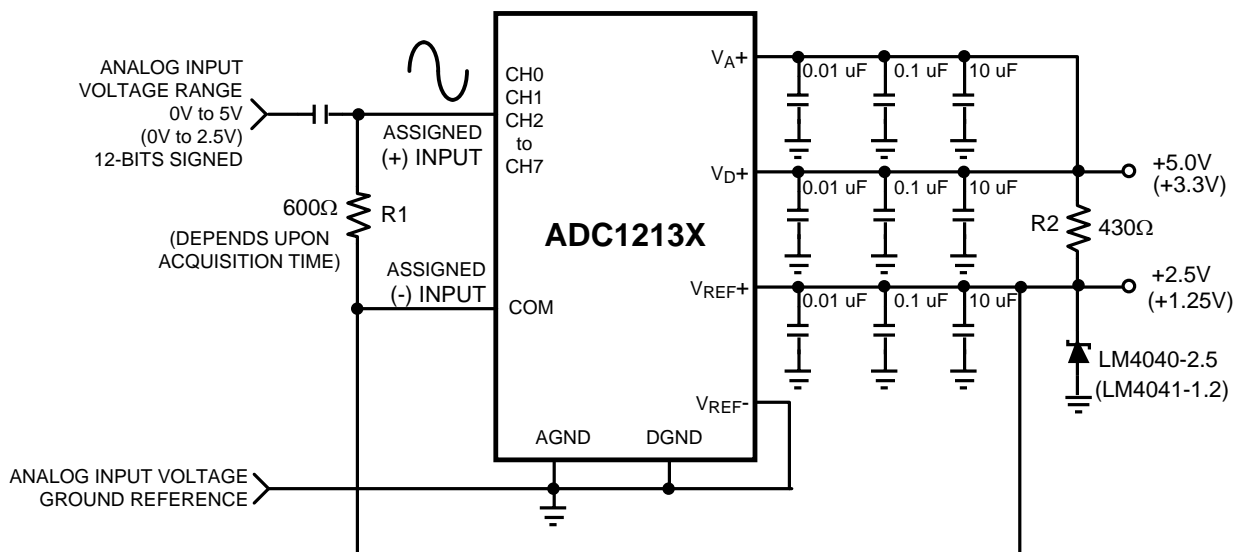 ANALOG INPUT
VOLTAGE RANGE
0V to 5V
(0V to 2.5V)
12-BITS SIGNED
ASSIGNED
(+) INPUT
600Ω
R1
(DEPENDS UPON
ACQUISITION TIME)
ASSIGNED
(-) INPUT
CH0
CH1
CH2
to
CH7
COM
ADC1213X
AGND
DGND
VA+
0.01 uF
0.1 uF
10 uF
VD+
0.01 uF
0.1 uF
10 uF
VREF+
0.01 uF
0.1 uF
10 uF
VREF-
+5.0V
(+3.3V)
R2
430Ω
+2.5V
(+1.25V)
LM4040-2.5
(LM4041-1.2)
ANALOG INPUT VOLTAGE
GROUND REFERENCE